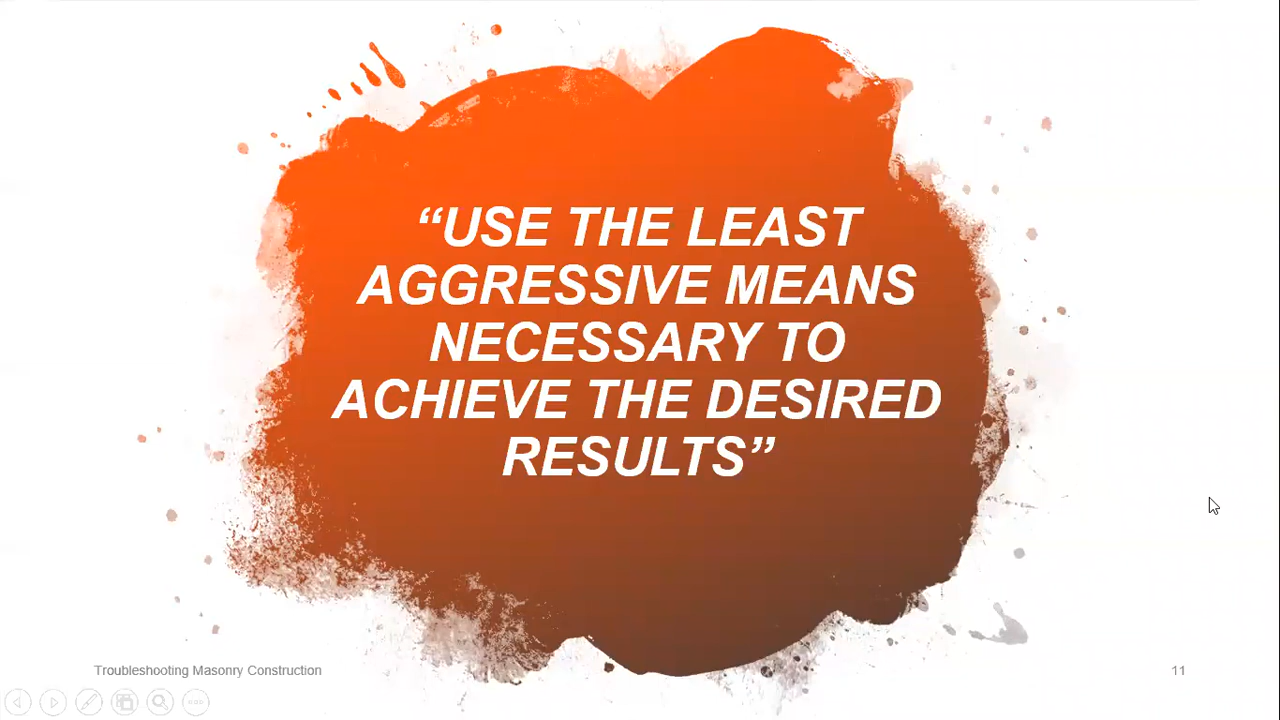 “USE THE LEAST
AGGRESSIVE MEANS
NECESSARY TO
ACHIEVE THE DESIRED
RESULTS”
Troubleshooting Masonry Construction
11